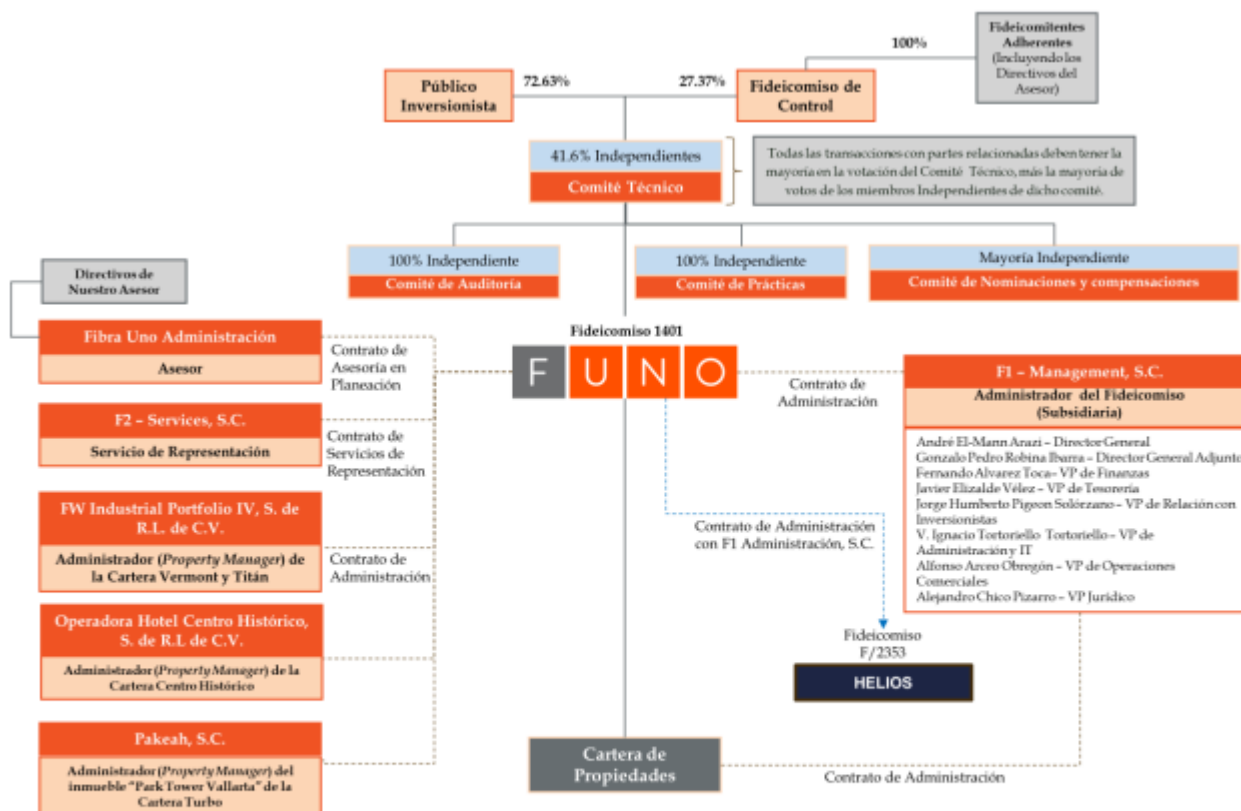 Fideicomitentes
Adherentes
(Incluyendo los
Directivos del
Asesor)
100%
Público
Inversionista
72.63%
27.37%
Fideicomiso de
Control
41.6% Independientes
Comité Técnico
Todas las transacciones con partes relacionadas deben tener la
mayoría en la votación del Comité Técnico, más la mayoría de
votos de los miembros Independientes de dicho comité.
100% Independiente
Comité de Auditoría
100% Independiente
Comité de Prácticas
Mayoría Independiente
Comité de Nominaciones y compensaciones
Directivos de
Nuestro Asesor
Fibra Uno Administración
Asesor
Contrato de
Asesoría en
Planeación
F2 – Services, S.C.
Servicio de Representación
Contrato de
Servicios de
Representación
FW Industrial Portfolio IV, S. de
R.L. de C.V.
Administrador (Property Manager) de
la Cartera Vermont y Titán
Contrato de
Administración
Operadora Hotel Centro Histórico,
S. de R.L de C.V.
Administrador (Property Manager) de la
Cartera Centro Histórico
Pakeah, S.C.
Administrador (Property Manager) del
inmueble "Park Tower Vallarta" de la
Cartera Turbo
Fideicomiso 1401
F U N O
Contrato de
Administración
F1 – Management, S.C.
Administrador del Fideicomiso
(Subsidiaria)
André El-Mann Arazi – Director General
Gonzalo Pedro Robina Ibarra – Director General Adjunto
Fernando Alvarez Toca– VP de Finanzas
Javier Elizalde Vélez – VP de Tesorería
Jorge Humberto Pigeon Solórzano – VP de Relación con
Inversionistas
V. Ignacio Tortoriello Tortoriello – VP de
Administración y IT
Alfonso Arceo Obregón – VP de Operaciones
Comerciales
Alejandro Chico Pizarro – VP Jurídico
Contrato de Administración
con F1 Administración, S.C.
Fideicomiso
F/2353
HELIOS
Cartera de
Propiedades
Contrato de Administración